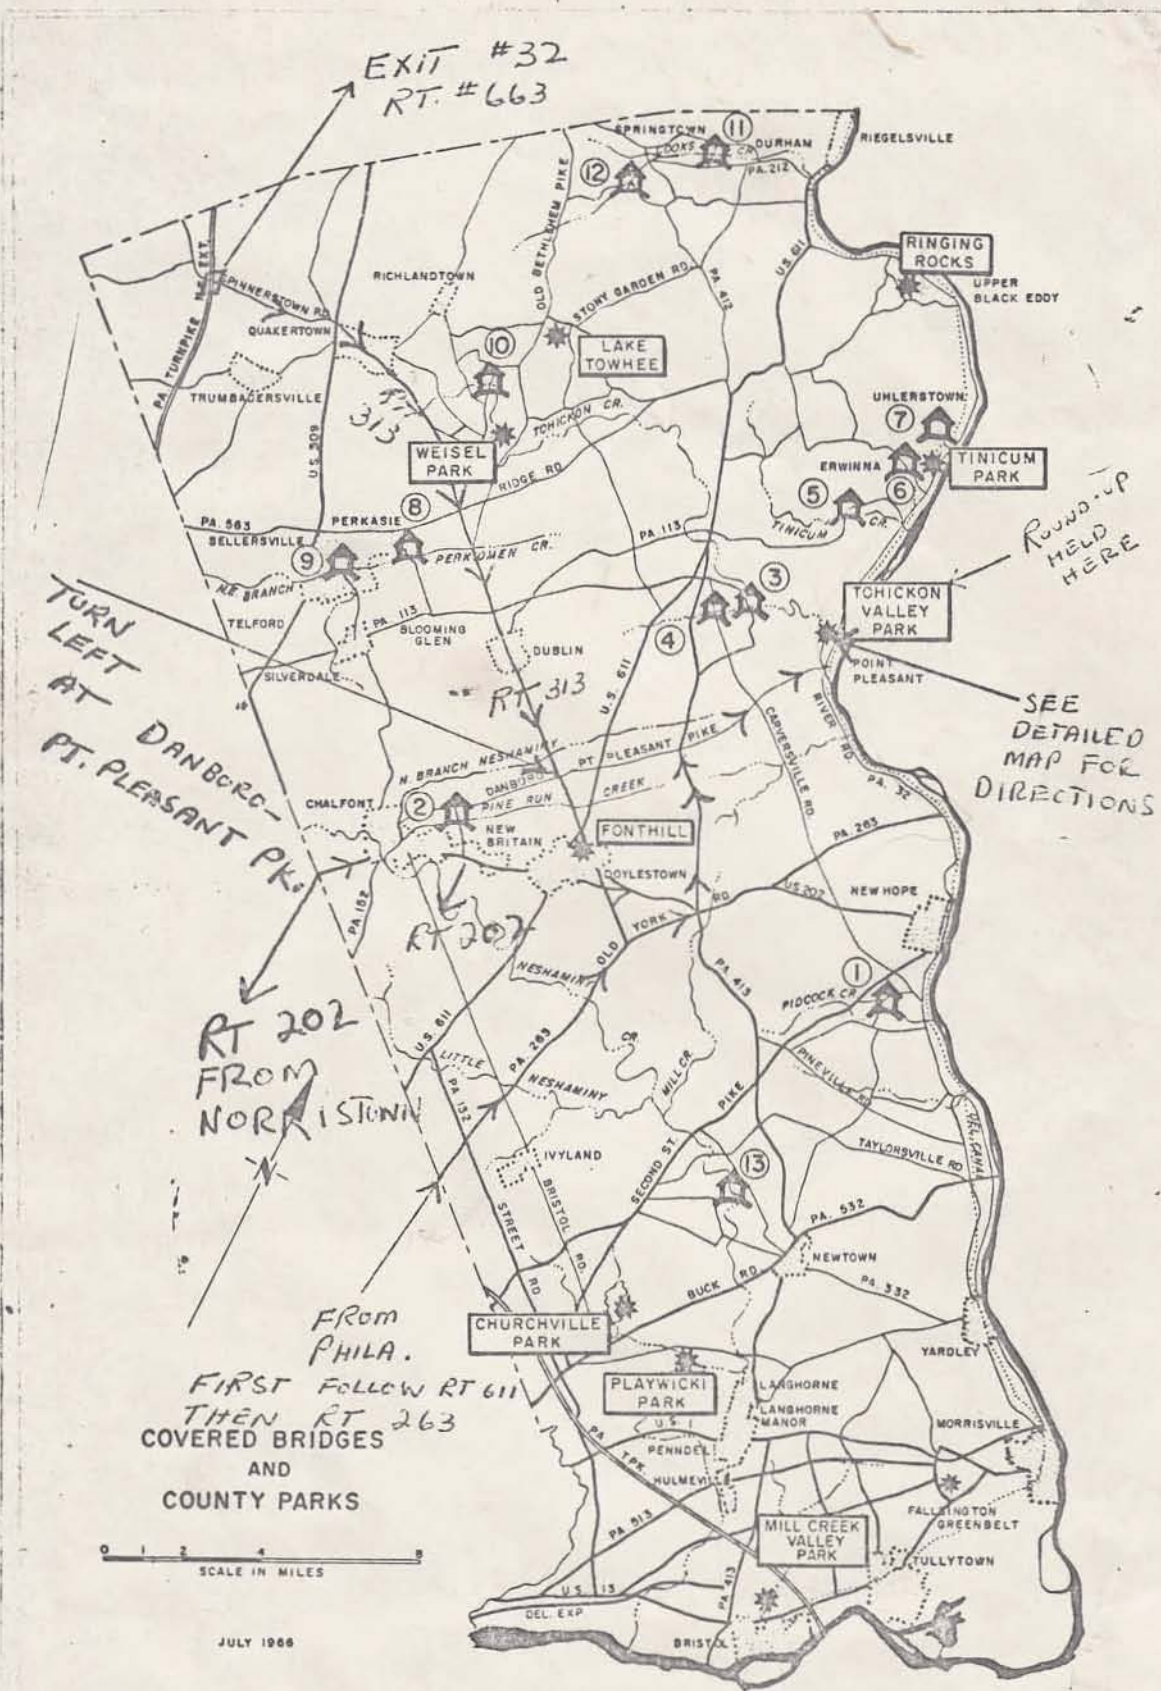 EXIT #32
RT. #663
SPRINGTOWN
11
DURHAM
RIEGELSVILLE
COOKS CR.
PA. 212
12
OLD BETHLEHEM PIKE
U.S. 611
PA TURNPIKE N.E. EXT.
RICHLANDTOWN
RINGING
ROCKS
UPPER
BLACK EDDY
SPINNERSTOWN RD
STONY GARDEN RD.
PA. 412
QUAKERTOWN
10
LAKE
TOWHEE
TRUMBAUERSVILLE
RT
313
TOHICKON CR.
UHLERSTOWN
7
U.S. 309
WEISEL
PARK
RIDGE RD
ERWINNA
TINICUM
PARK
5
6
PA. 563
PERKASIE
8
TINICUM CR.
SELLERSVILLE
9
PERKIOMEN CR.
PA. 113
ROUND-UP
HELD
HERE
N.E. BRANCH
3
TOHICKON
VALLEY
PARK
TELFORD
PA 113
BLOOMING
GLEN
4
DUBLIN
POINT
PLEASANT
SILVERDALE
RT 313
U.S. 611
TURN
LEFT
AT DANBORO-
PT. PLEASANT PK.
SEE
DETAILED
MAP FOR
DIRECTIONS
RIVER RD.
PA. 32
CARVERSVILLE RD.
N. BRANCH NESHAMINY
DANBORO PT PLEASANT PIKE
CHALFONT
2
PINE RUN CREEK
NEW
BRITAIN
FONTHILL
PA. 263
DOYLESTOWN
US 202
NEW HOPE
PA. 152
RT 202
OLD YORK RD
NESHAMINY
CR.
PA. 413
1
PIDCOCK CR.
RT 202
FROM
NORRISTOWN
U.S. 611
LITTLE NESHAMINY
PA. 263
MILL CR.
PINEVILLE RD
PA 132
PIKE
DEL. CANAL
TAYLORSVILLE RD
N
IVYLAND
SECOND ST.
13
STREET RD
BRISTOL RD.
PA. 532
NEWTOWN
BUCK RD.
PA. 332
CHURCHVILLE
PARK
FROM
PHILA.
FIRST FOLLOW RT 611
THEN RT 263
YARDLEY
PLAYWICKI
PARK
LANGHORNE
LANGHORNE
MANOR
U.S. 1
MORRISVILLE
COVERED BRIDGES
AND
COUNTY PARKS
PENNDEL
PA TPK
HULMEVILLE
FALLSINGTON
GREENBELT
PA 513
MILL CREEK
VALLEY
PARK
TULLYTOWN
0 1 2 4 8
SCALE IN MILES
U.S. 13
PA 413
DEL. EXP.
BRISTOL
JULY 1966